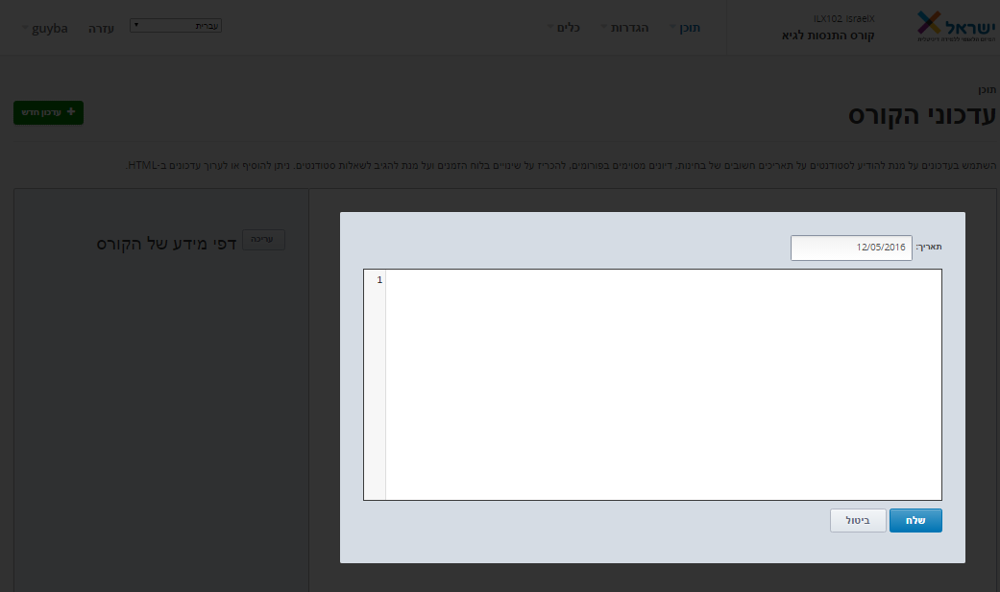 ישראל
ILX102 IsraelX
קורס התנסות לגיא
תוכן
הגדרות
כלים
עברית
עזרה
guyba
תוכן
עדכוני הקורס
+ עדכון חדש
השתמש בעדכונים על מנת להודיע לסטודנטים על תאריכים חשובים של בחינות, דיונים מסוימים בפורומים, להכריז על שינויים בלוח הזמנים ועל מנת להגיב לשאלות סטודנטים. ניתן להוסיף או לערוך עדכונים ב-HTML.
תאריך: 12/05/2016
1
שלח
ביטול
עריכה
דפי מידע של הקורס